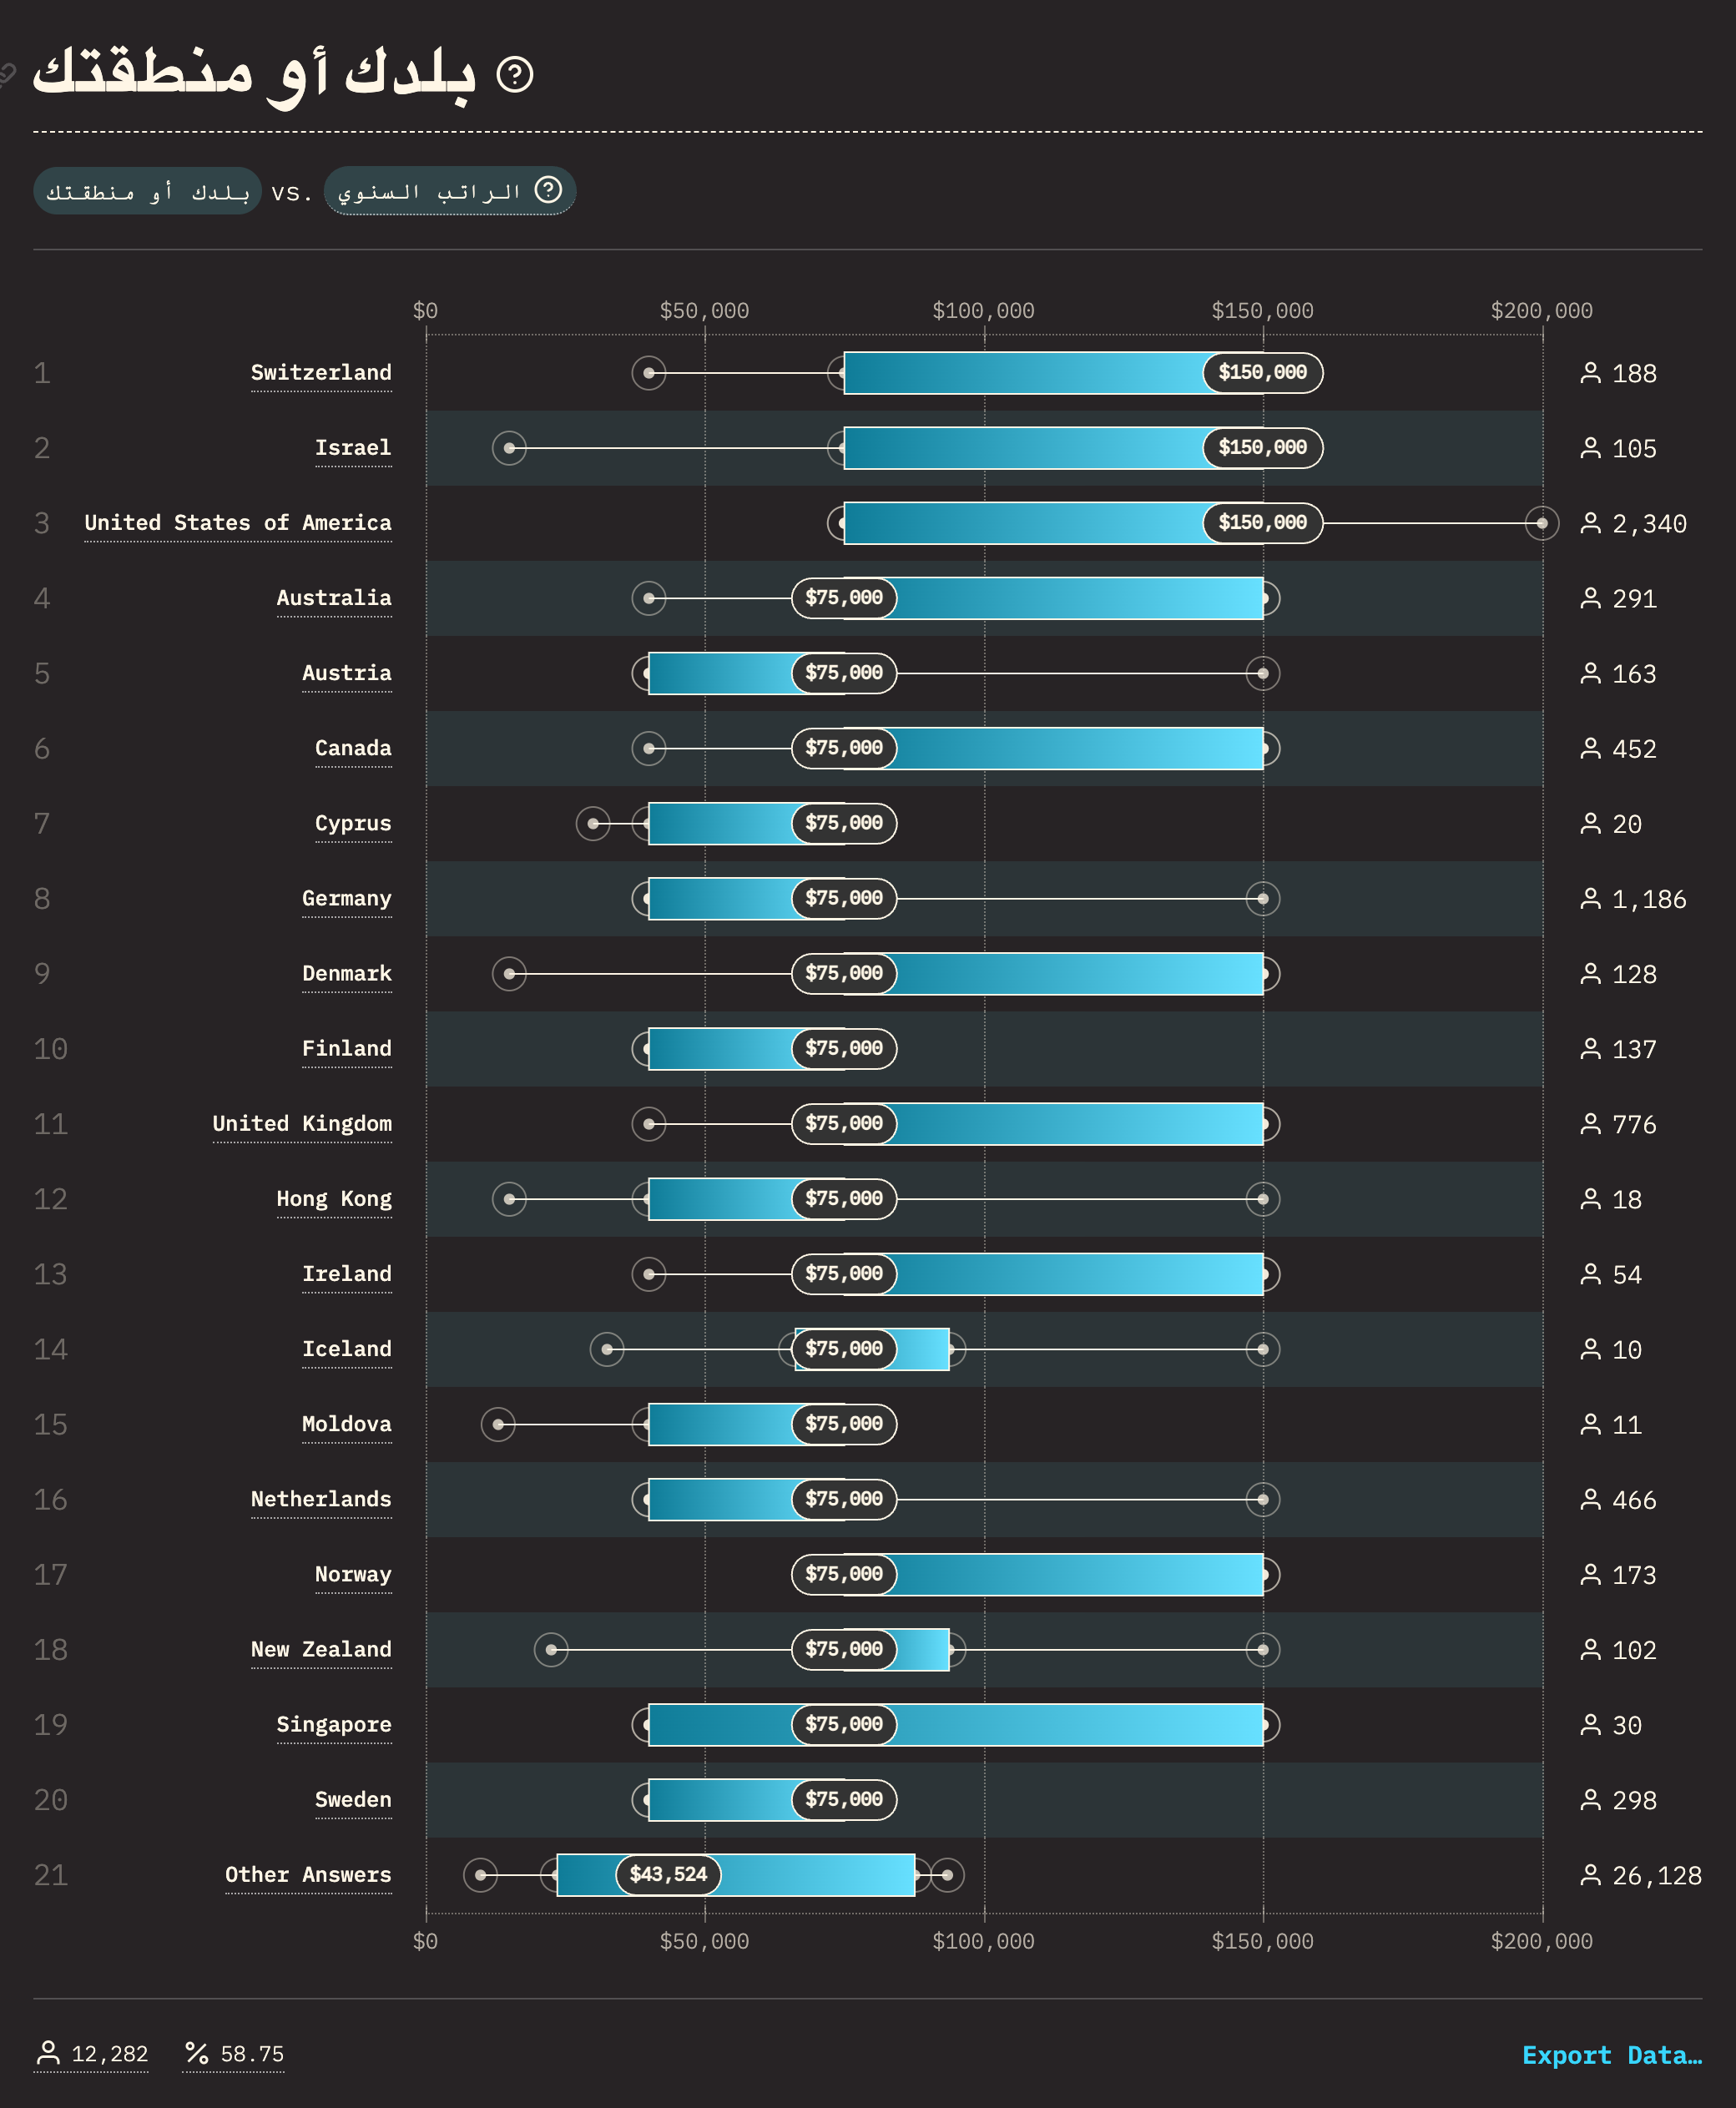 بلدك أو منطقتك
بلدك أو منطقتك vs. الراتب السنوي
$0 $50,000 $100,000 $150,000 $200,000
1 Switzerland $150,000 188
2 Israel $150,000 105
3 United States of America $150,000 2,340
4 Australia $75,000 291
5 Austria $75,000 163
6 Canada $75,000 452
7 Cyprus $75,000 20
8 Germany $75,000 1,186
9 Denmark $75,000 128
10 Finland $75,000 137
11 United Kingdom $75,000 776
12 Hong Kong $75,000 18
13 Ireland $75,000 54
14 Iceland $75,000 10
15 Moldova $75,000 11
16 Netherlands $75,000 466
17 Norway $75,000 173
18 New Zealand $75,000 102
19 Singapore $75,000 30
20 Sweden $75,000 298
21 Other Answers $43,524 26,128
$0 $50,000 $100,000 $150,000 $200,000
12,282 % 58.75 Export Data…